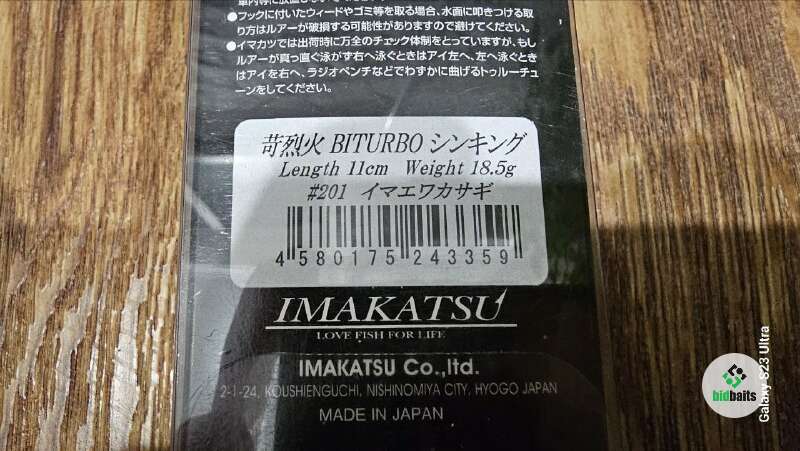 ●フックに付いたウィードやゴミ等を取る場合、水面に叩きつける取
り方はルアーが破損する可能性がありますので避けてください。
●イマカツでは出荷時に万全のチェック体制をとっていますが、もし
ルアーが真っ直ぐ泳がず右へ泳ぐときはアイ左へ、左へ泳ぐとき
はアイを右へ、ラジオペンチなどでわずかに曲げるトゥルーチュ
ーンをしてください。
苛烈火 BITURBO シンキング
Length 11cm Weight 18.5g
#201 イマエワカサギ
4 580175 243359
IMAKATSU
LOVE FISH FOR LIFE
IMAKATSU Co.,ltd.
2-1-24, KOUSHIENGUCHI, NISHINOMIYA CITY, HYOGO JAPAN
MADE IN JAPAN
bidbaits
Galaxy S23 Ultra